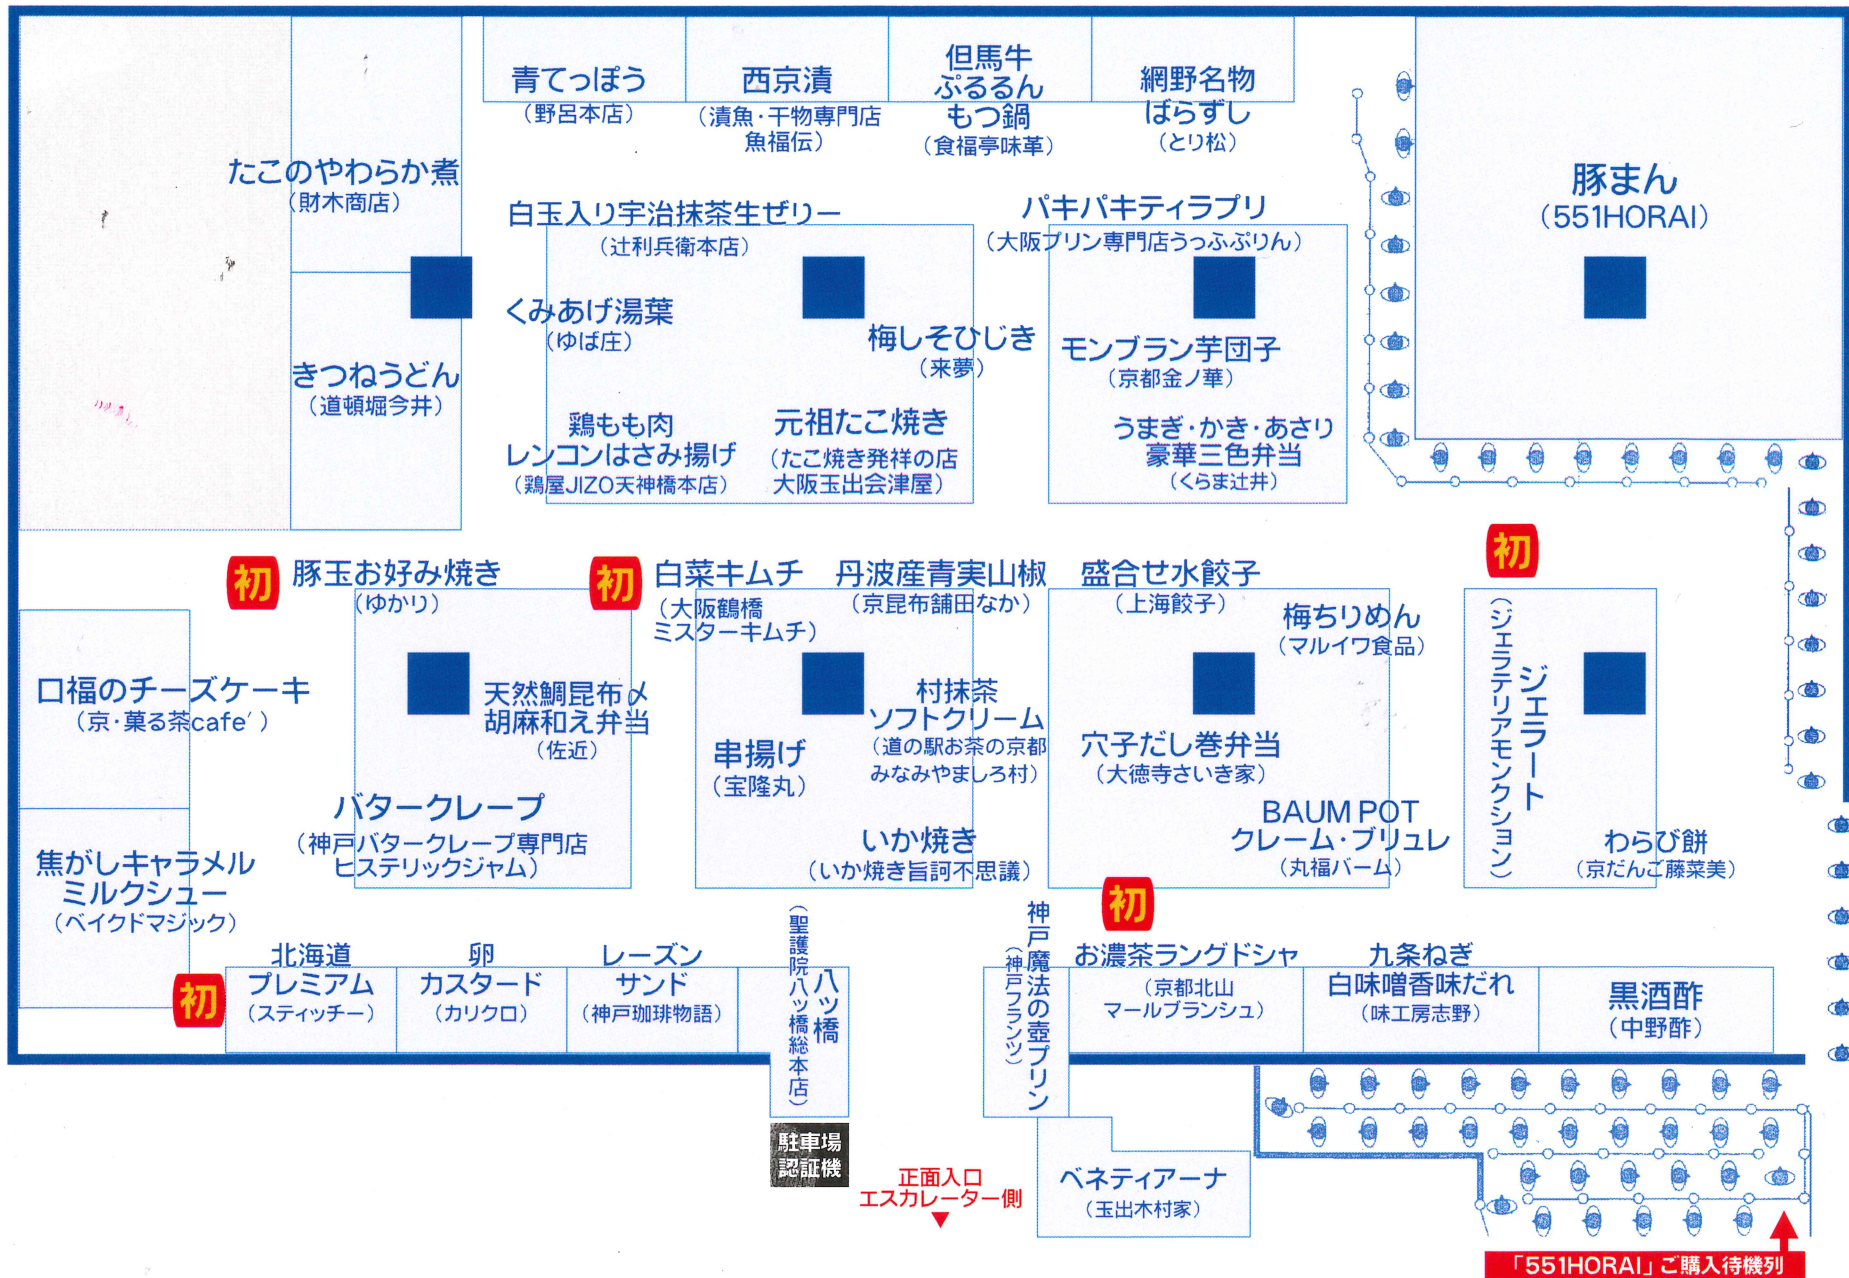 青てっぽう
（野呂本店）
西京漬
（漬魚・干物専門店
魚福伝）
但馬牛
ぷるるん
もつ鍋
（食福亭味革）
網野名物
ばらずし
（とり松）
豚まん
（551HORAI）
たこのやわらか煮
（財木商店）
白玉入り宇治抹茶生ぜりー
（辻利兵衛本店）
パキパキティラプリ
（大阪プリン専門店うっふぷりん）
くみあげ湯葉
（ゆば庄）
梅しそひじき
（来夢）
モンブラン芋団子
（京都金ノ華）
きつねうどん
（道頓堀今井）
鶏もも肉
レンコンはさみ揚げ
（鶏屋JIZO天神橋本店）
元祖たこ焼き
（たこ焼き発祥の店
大阪玉出会津屋）
うまぎ・かき・あさり
豪華三色弁当
（くらま辻井）
初
豚玉お好み焼き
（ゆかり）
初
白菜キムチ
（大阪鶴橋
ミスターキムチ）
丹波産青実山椒
（京昆布舗田なか）
盛合せ水餃子
（上海餃子）
梅ちりめん
（マルイワ食品）
初
ジェラート
（ジェラテリアモンクション）
口福のチーズケーキ
（京・菓る茶cafe′）
天然鯛昆布〆
胡麻和え弁当
（佐近）
串揚げ
（宝隆丸）
村抹茶
ソフトクリーム
（道の駅お茶の京都
みなみやましろ村）
穴子だし巻弁当
（大徳寺さいき家）
バタークレープ
（神戸バタークレープ専門店
ヒステリックジャム）
いか焼き
（いか焼き旨訶不思議）
BAUM POT
クレーム・ブリュレ
（丸福バーム）
わらび餅
（京だんご藤菜美）
焦がしキャラメル
ミルクシュー
（ベイクドマジック）
初
北海道
プレミアム
（スティッチー）
卵
カスタード
（カリクロ）
レーズン
サンド
（神戸珈琲物語）
八ッ橋
（聖護院八ッ橋総本店）
神戸魔法の壺プリン
（神戸フランツ）
初
お濃茶ラングドシャ
（京都北山
マールブランシュ）
九条ねぎ
白味噌香味だれ
（味工房志野）
黒酒酢
（中野酢）
駐車場
認証機
正面入口
エスカレーター側
▼
ベネティアーナ
（玉出木村家）
「551HORAI」ご購入待機列